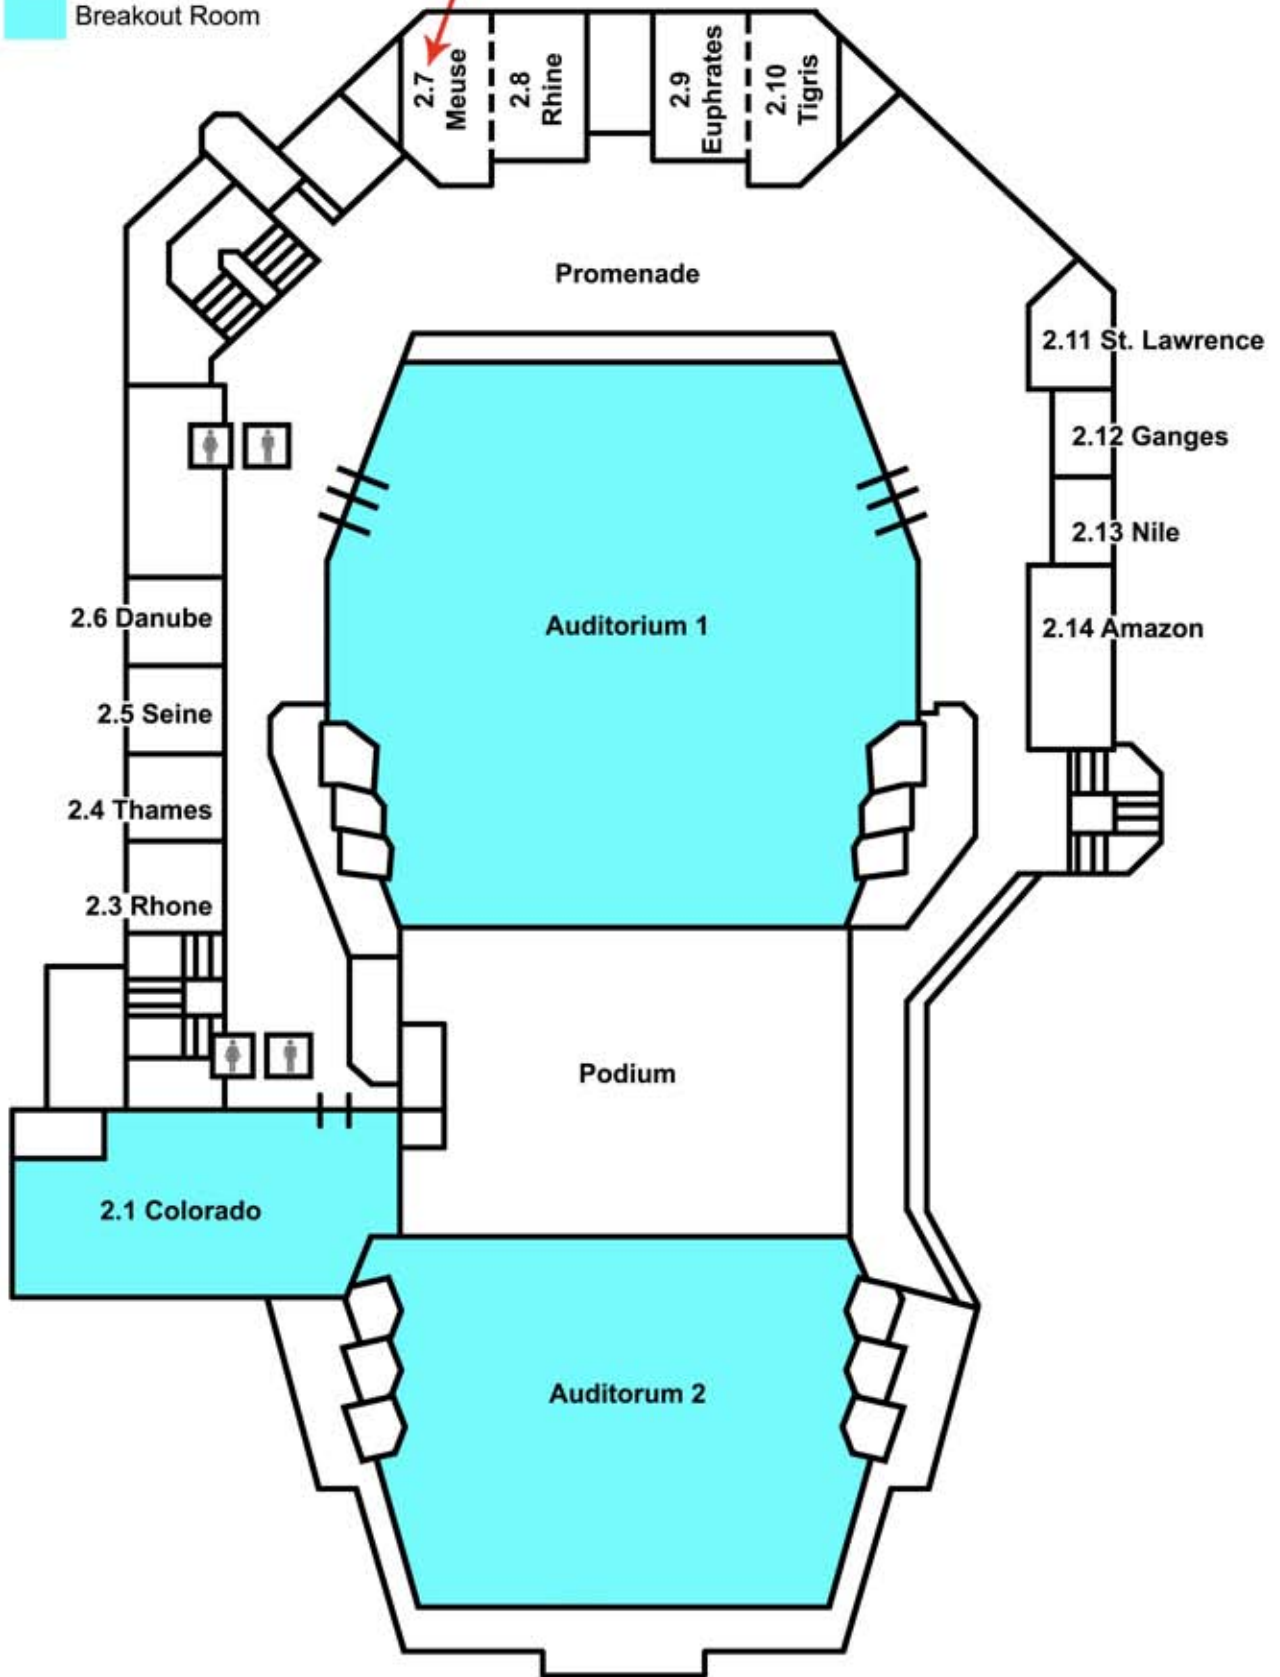 Breakout Room
2.7
Meuse
2.8
Rhine
2.9
Euphrates
2.10
Tigris
Promenade
2.11 St. Lawrence
2.12 Ganges
2.13 Nile
Auditorium 1
2.6 Danube
2.14 Amazon
2.5 Seine
2.4 Thames
2.3 Rhone
Podium
2.1 Colorado
Auditorum 2